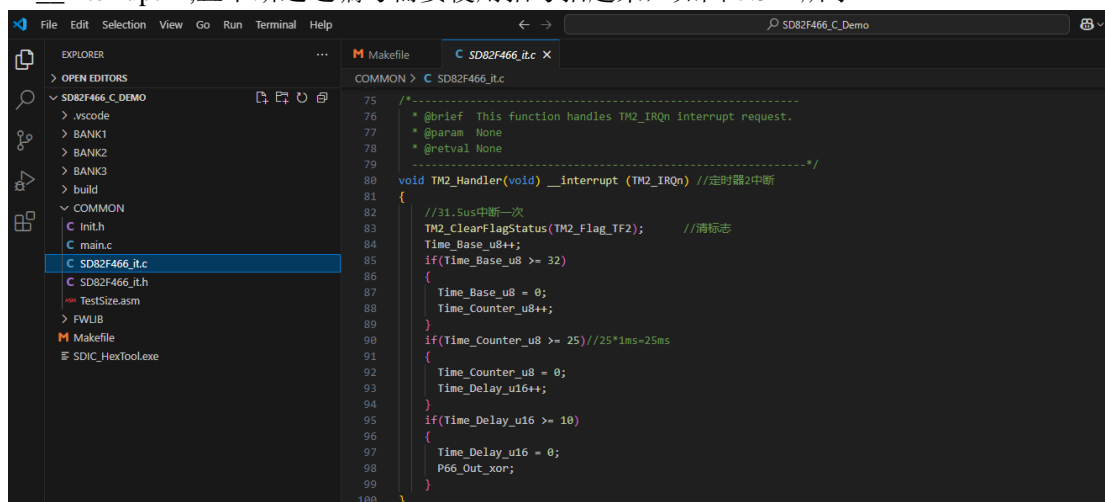 File Edit Selection View Go Run Terminal Help
SD82F466_C_Demo
EXPLORER
Makefile
SD82F466_it.c
OPEN EDITORS
COMMON > C SD82F466_it.c
SD82F466_C_DEMO
.vscode
BANK1
BANK2
BANK3
build
COMMON
C Init.h
C main.c
C SD82F466_it.c
C SD82F466_it.h
ASM TestSize.asm
FWLIB
M Makefile
SDIC_HexTool.exe
75 /*------------------------------------------------------------
76 * @brief This function handles TM2_IRQn interrupt request.
77 * @param None
78 * @retval None
79 ------------------------------------------------------------*/
80 void TM2_Handler(void) __interrupt (TM2_IRQn) //定时器2中断
81 {
82 //31.5us中断一次
83 TM2_ClearFlagStatus(TM2_Flag_TF2); //清标志
84 Time_Base_u8++;
85 if(Time_Base_u8 >= 32)
86 {
87 Time_Base_u8 = 0;
88 Time_Counter_u8++;
89 }
90 if(Time_Counter_u8 >= 25)//25*1ms=25ms
91 {
92 Time_Counter_u8 = 0;
93 Time_Delay_u16++;
94 }
95 if(Time_Delay_u16 >= 10)
96 {
97 Time_Delay_u16 = 0;
98 P66_Out_xor;
99 }
100 }